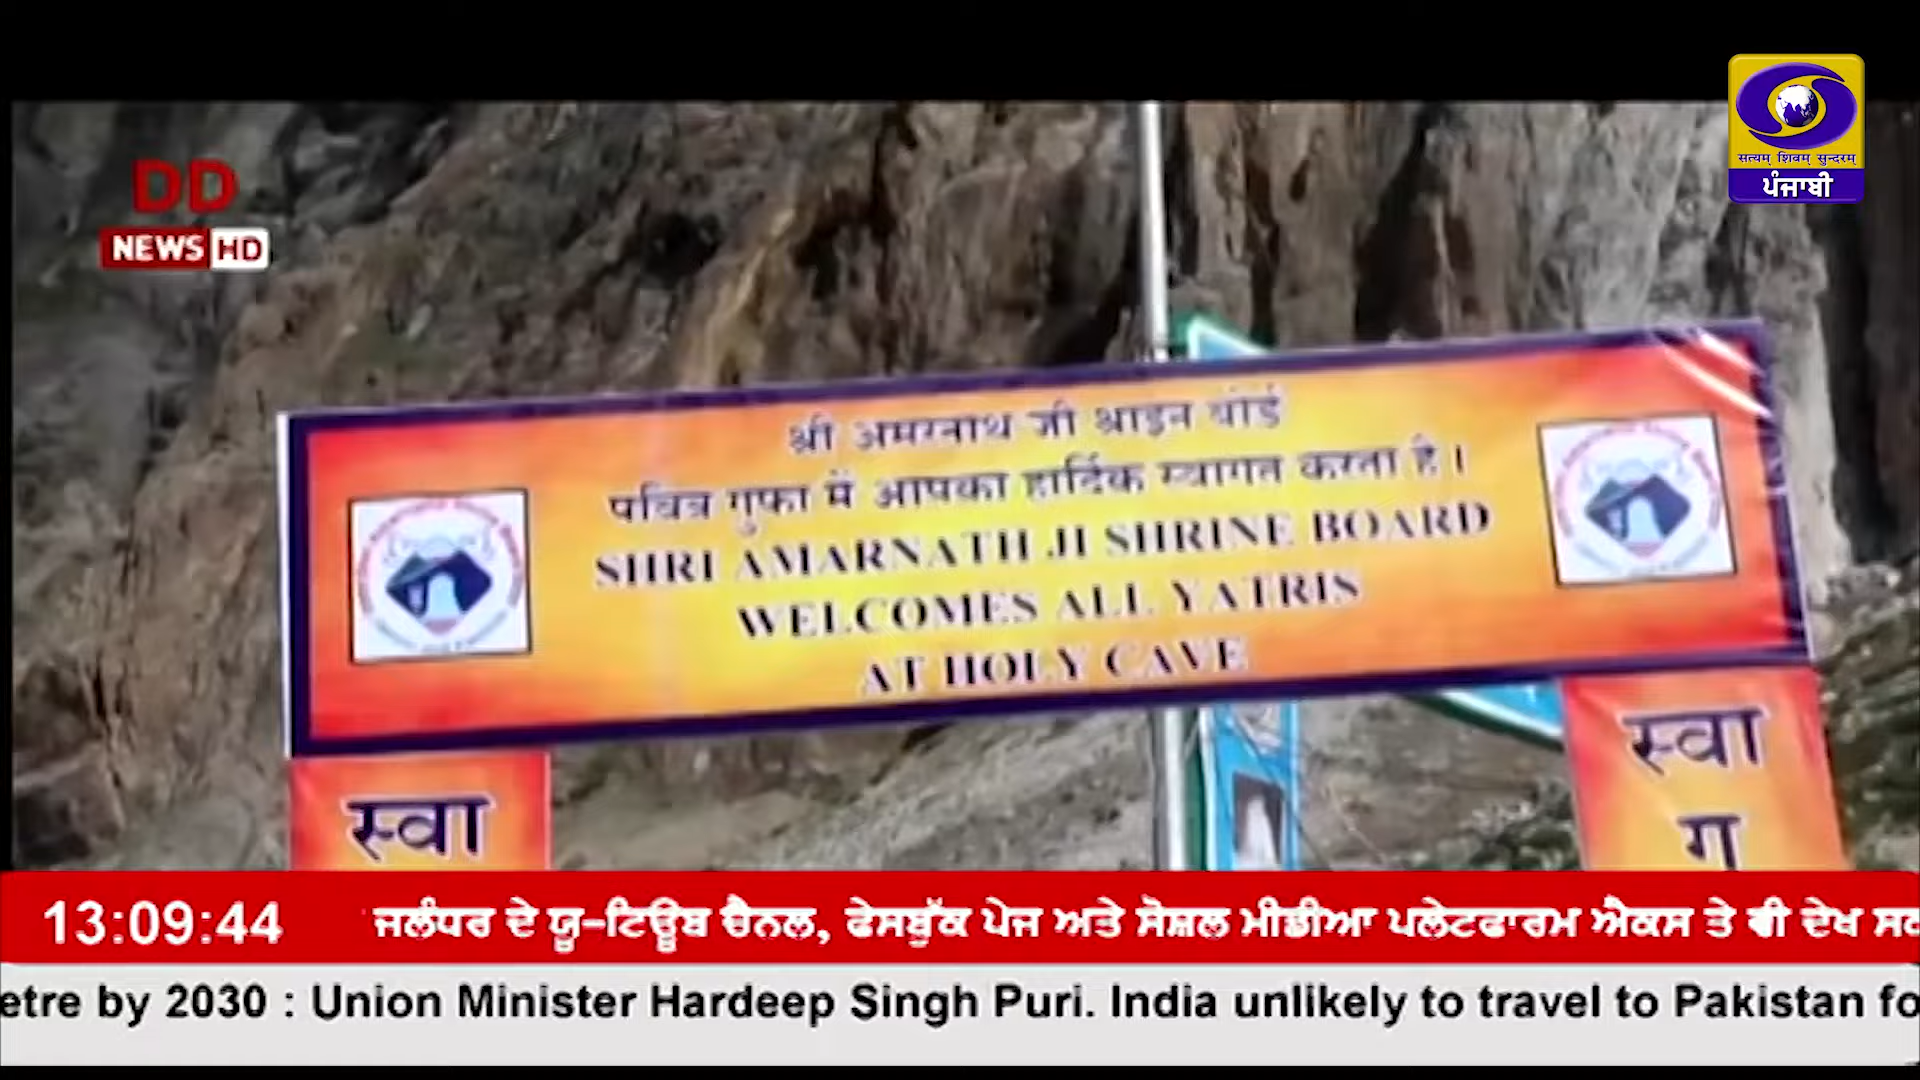 सत्यम् शिवम् सुन्दरम्
ਪੰਜਾਬੀ
DD
NEWS HD
श्री अमरनाथ जी श्राइन बोर्ड
पवित्र गुफा में आपका हार्दिक स्वागत करता है।
SHRI AMARNATH JI SHRINE BOARD
WELCOMES ALL YATRIS
AT HOLY CAVE
स्वा
स्वा
ग
13:09:44
ਜਲੰਧਰ ਦੇ ਯੂ-ਟਿਊਬ ਚੈਨਲ, ਫੇਸਬੁੱਕ ਪੇਜ ਅਤੇ ਸੋਸ਼ਲ ਮੀਡੀਆ ਪਲੇਟਫਾਰਮ ਐਕਸ ਤੇ ਵੀ ਦੇਖ ਸਕ
etre by 2030 : Union Minister Hardeep Singh Puri. India unlikely to travel to Pakistan fo